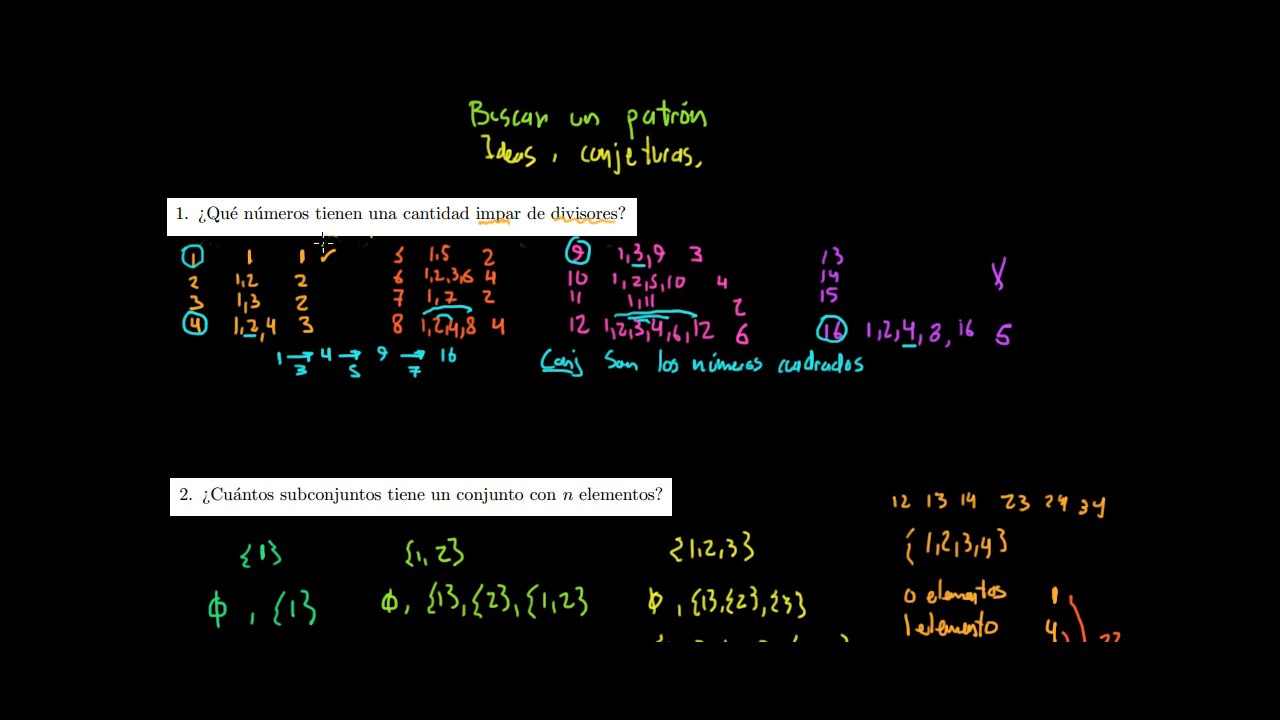 Buscar un patrón
Ideas, conjeturas,
1. ¿Qué números tienen una cantidad impar de divisores?
1 1 1 ✓ 5 1,5 2 9 1,3,9 3 13
2 1,2 2 6 1,2,3,6 4 10 1,2,5,10 4 14
3 1,3 2 7 1,7 2 11 1,11 2 15
4 1,2,4 3 8 1,2,4,8 4 12 1,2,3,4,6,12 6 16 1,2,4,8,16 5
1 → 4 → 9 → 16 Conj Son los números cuadrados
3 5 7
2. ¿Cuántos subconjuntos tiene un conjunto con n elementos?
12 13 14 23 24 34
{1} {1,2} {1,2,3} {1,2,3,4}
ϕ, {1} ϕ, {1},{2},{1,2} ϕ, {1},{2},{3} 0 elementos 1
1 elemento 4